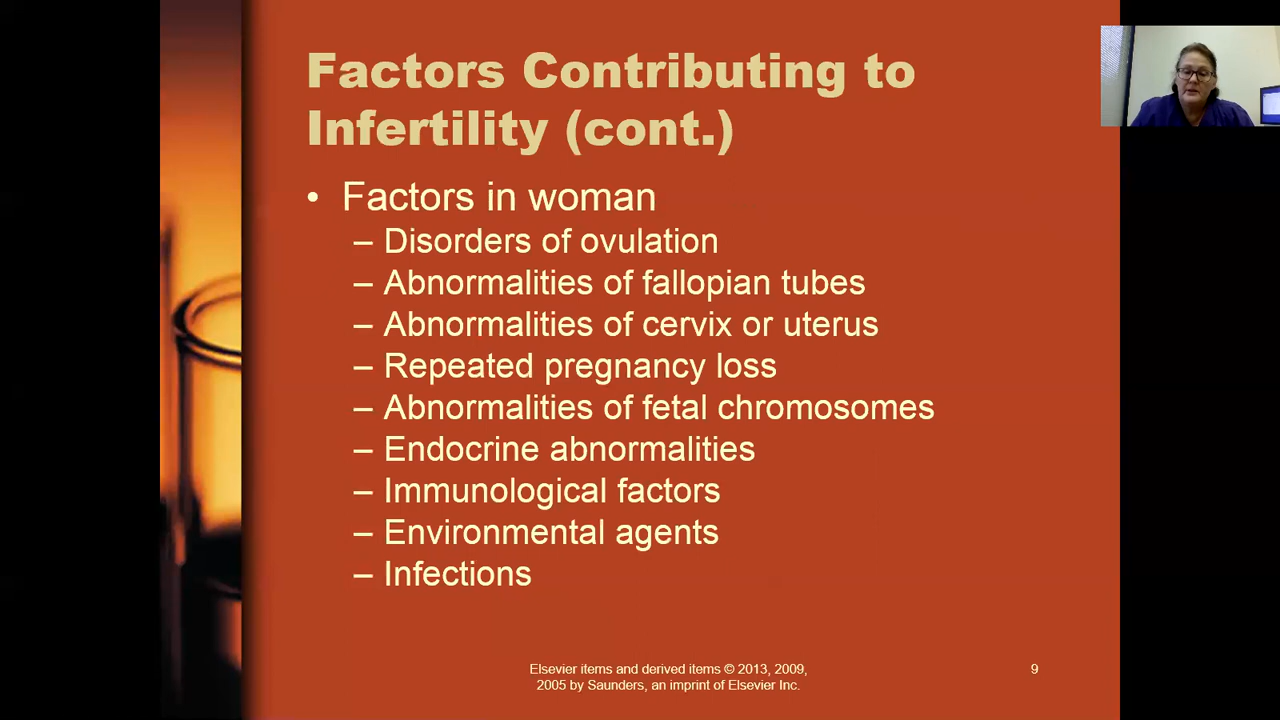 Factors Contributing to
Infertility (cont.)
• Factors in woman
– Disorders of ovulation
– Abnormalities of fallopian tubes
– Abnormalities of cervix or uterus
– Repeated pregnancy loss
– Abnormalities of fetal chromosomes
– Endocrine abnormalities
– Immunological factors
– Environmental agents
– Infections
Elsevier items and derived items © 2013, 2009,
2005 by Saunders, an imprint of Elsevier Inc.
9